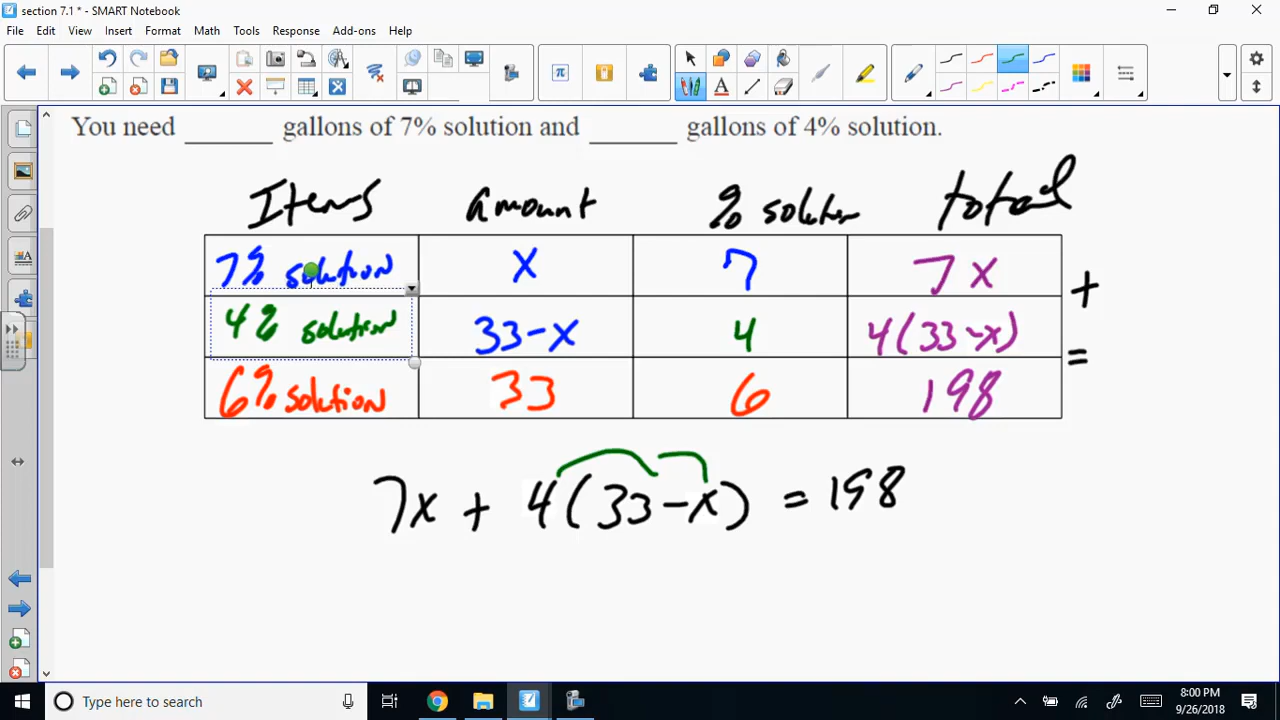 section 7.1 * - SMART Notebook
File Edit View Insert Format Math Tools Response Add-ons Help
You need ______ gallons of 7% solution and ______ gallons of 4% solution.
Items amount % solution total
7% solution x 7 7x +
4% solution 33-x 4 4(33-x) =
6% solution 33 6 198
7x + 4(33-x) = 198
Type here to search
8:00 PM
9/26/2018